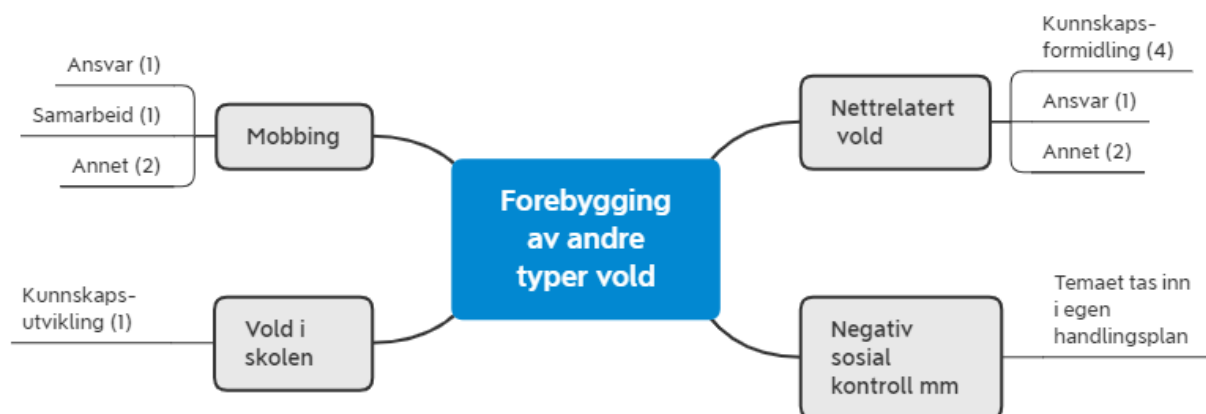 Forebygging
av andre
typer vold
Mobbing
Ansvar (1)
Samarbeid (1)
Annet (2)
Vold i
skolen
Kunnskaps-
utvikling (1)
Nettrelatert
vold
Kunnskaps-
formidling (4)
Ansvar (1)
Annet (2)
Negativ
sosial
kontroll mm
Temaet tas inn
i egen
handlingsplan